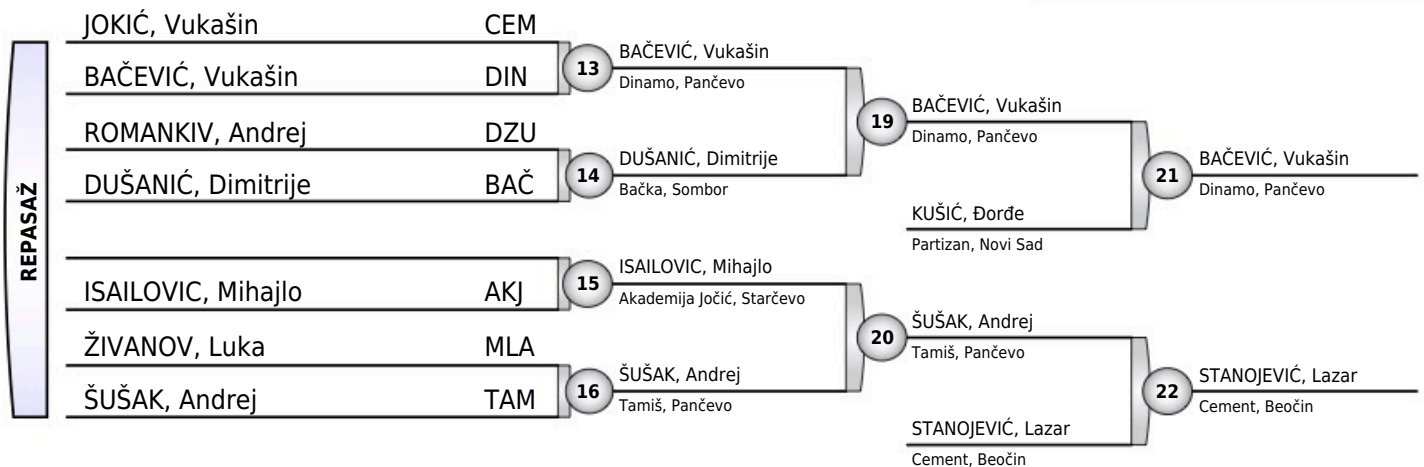 JOKIĆ, Vukašin CEM
BAČEVIĆ, Vukašin DIN
ROMANKIV, Andrej DZU
DUŠANIĆ, Dimitrije BAČ
ISAILOVIC, Mihajlo AKJ
ŽIVANOV, Luka MLA
ŠUŠAK, Andrej TAM
REPASAŽ
13
BAČEVIĆ, Vukašin
Dinamo, Pančevo
14
DUŠANIĆ, Dimitrije
Bačka, Sombor
15
ISAILOVIC, Mihajlo
Akademija Jočić, Starčevo
16
ŠUŠAK, Andrej
Tamiš, Pančevo
19
BAČEVIĆ, Vukašin
Dinamo, Pančevo
KUŠIĆ, Đorđe
Partizan, Novi Sad
20
ŠUŠAK, Andrej
Tamiš, Pančevo
STANOJEVIĆ, Lazar
Cement, Beočin
21
BAČEVIĆ, Vukašin
Dinamo, Pančevo
22
STANOJEVIĆ, Lazar
Cement, Beočin